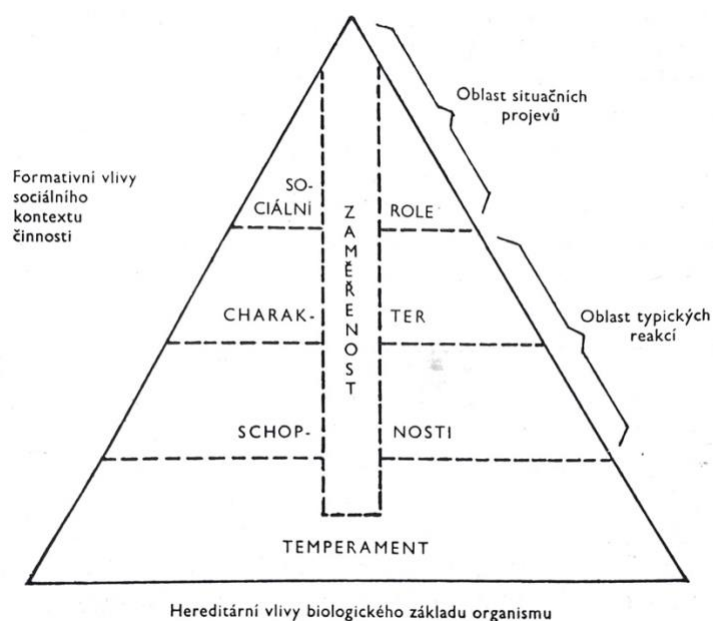 Oblast situačních
projevů
Formativní vlivy
sociálního
kontextu
činnosti
SO-
CIÁLNÍ
ROLE
ZAMĚŘENOST
CHARAK-
TER
Oblast typických
reakcí
SCHOP-
NOSTI
TEMPERAMENT
Hereditární vlivy biologického základu organismu